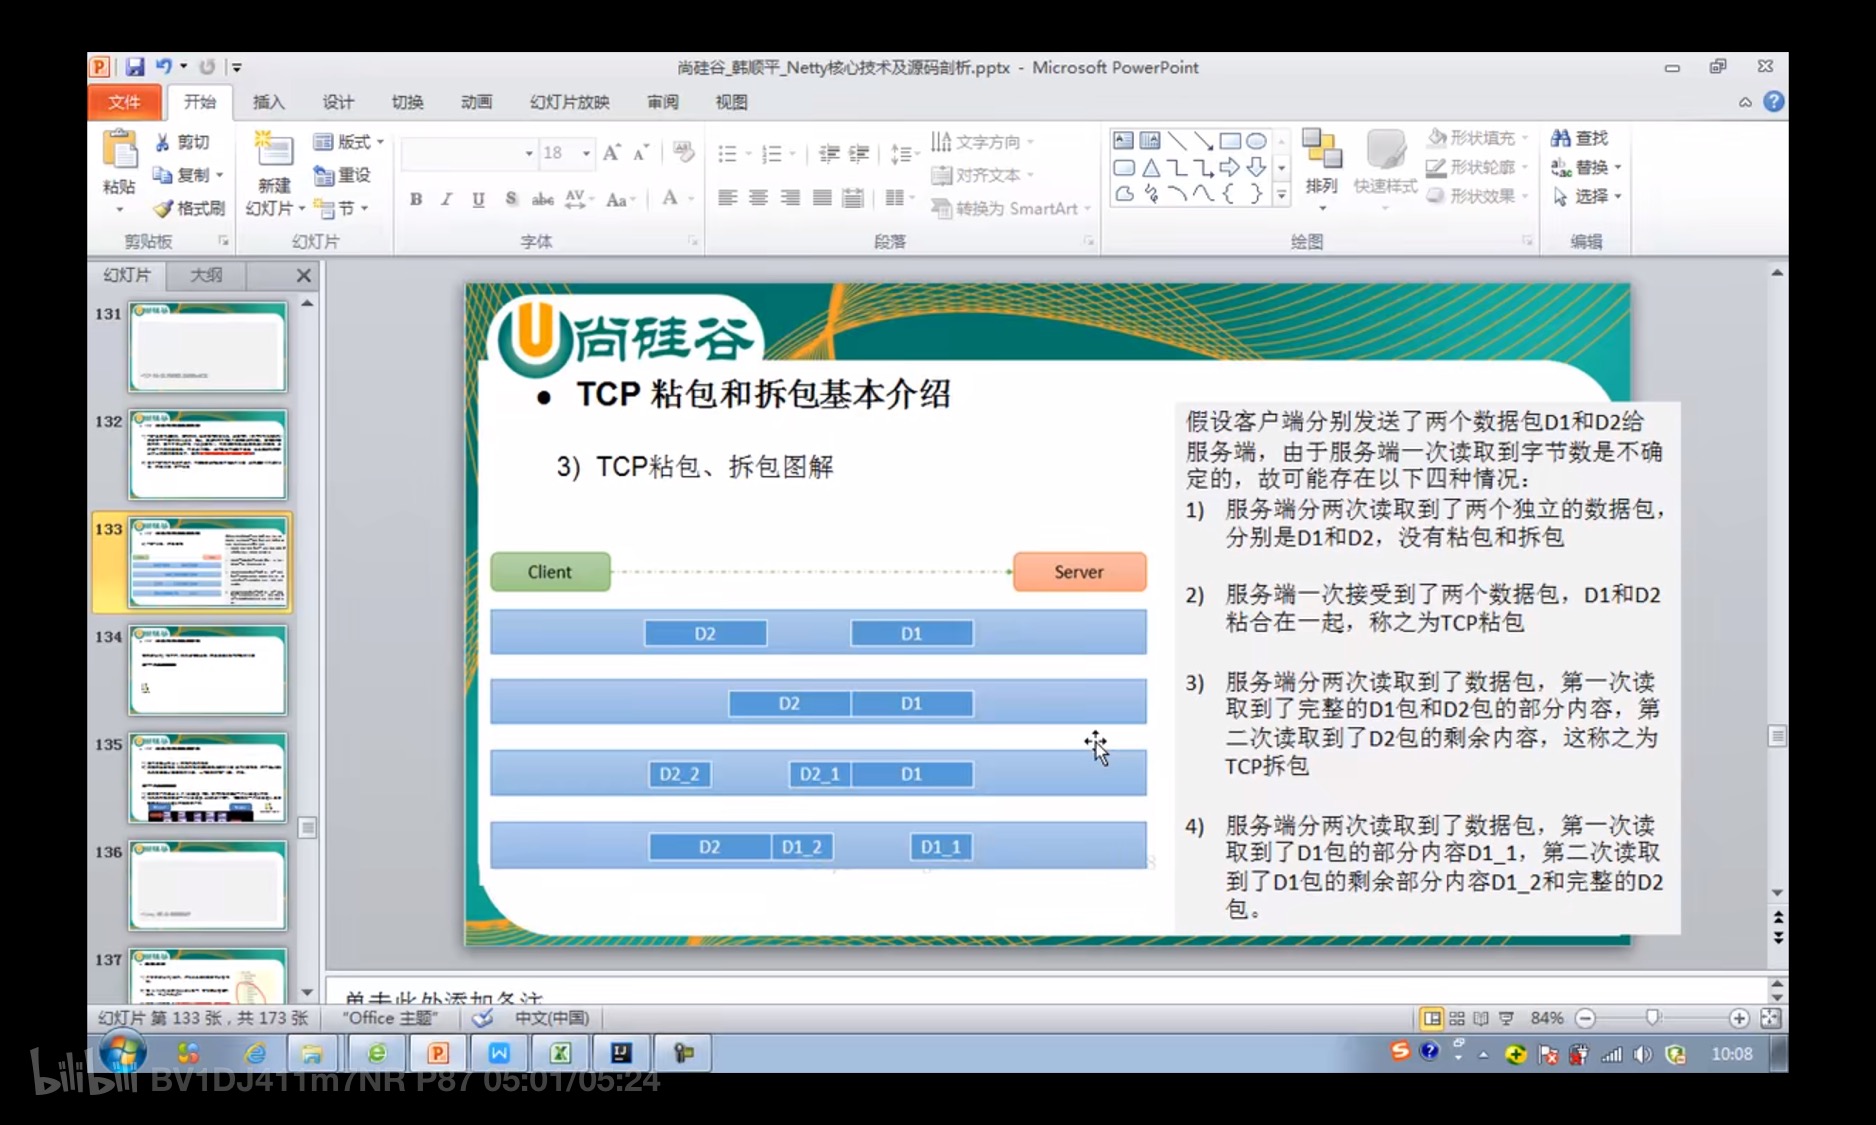 尚硅谷_韩顺平_Netty核心技术及源码剖析.pptx - Microsoft PowerPoint
文件 开始 插入 设计 切换 动画 幻灯片放映 审阅 视图
粘贴
剪切
复制
格式刷
剪贴板
新建
幻灯片
版式
重设
节
幻灯片
18
字体
文字方向
对齐文本
转换为 SmartArt
段落
排列
快速样式
形状填充
形状轮廓
形状效果
绘图
查找
替换
选择
编辑
幻灯片 大纲
131
132
133
134
135
136
137
尚硅谷
• TCP 粘包和拆包基本介绍
3) TCP粘包、拆包图解
Client Server
D2 D1
D2 D1
D2_2 D2_1 D1
D2 D1_2 D1_1
假设客户端分别发送了两个数据包D1和D2给
服务端，由于服务端一次读取到字节数是不确
定的，故可能存在以下四种情况：
1) 服务端分两次读取到了两个独立的数据包，
分别是D1和D2，没有粘包和拆包
2) 服务端一次接受到了两个数据包，D1和D2
粘合在一起，称之为TCP粘包
3) 服务端分两次读取到了数据包，第一次读
取到了完整的D1包和D2包的部分内容，第
二次读取到了D2包的剩余内容，这称之为
TCP拆包
4) 服务端分两次读取到了数据包，第一次读
取到了D1包的部分内容D1_1，第二次读取
到了D1包的剩余部分内容D1_2和完整的D2
包。
单击此处添加备注
幻灯片 第 133 张，共 173 张 "Office 主题" 中文(中国) 84%
10:08
bilibili BV1DJ411m7NR P87 05:01/05:24